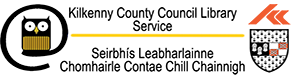 Kilkenny County Council Library
Service
Seirbhís Leabharlainne
Chomhairle Contae Chill Chainnigh